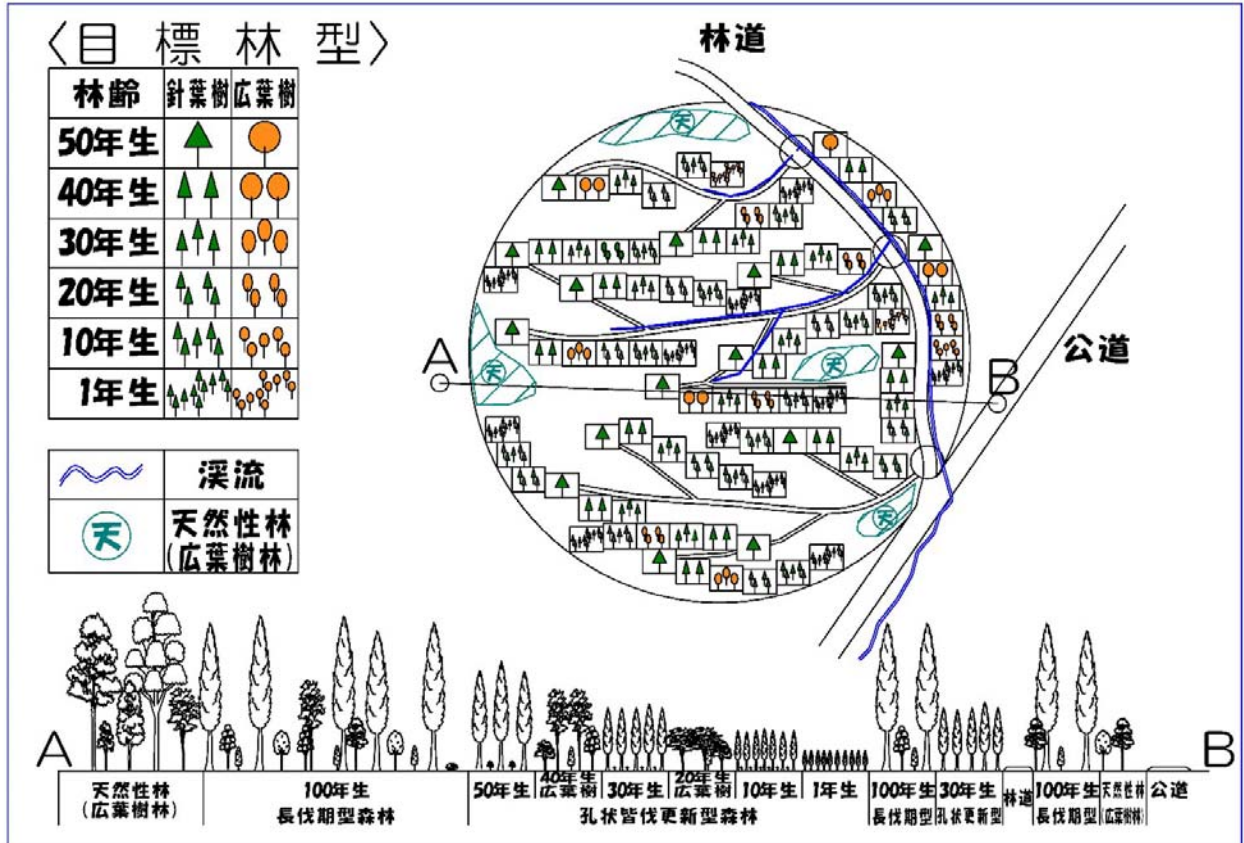 〈目標林型〉
林齢 針葉樹 広葉樹
50年生
40年生
30年生
20年生
10年生
1年生
渓流
天
天然性林
(広葉樹林)
林道
天
天
天
天
公道
A
B
A
B
天然性林
(広葉樹林)
100年生
長伐期型森林
50年生
40年生
広葉樹
30年生
20年生
広葉樹
10年生
1年生
孔状皆伐更新型森林
100年生
長伐期型
30年生
孔状更新型
林道
100年生
長伐期型
天然性林
(広葉樹林)
公道